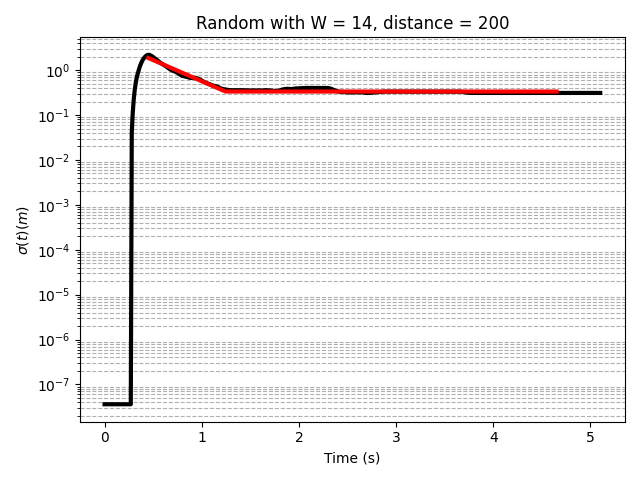 Random with W = 14, distance = 200
σ(t)(m)
10⁰
10⁻¹
10⁻²
10⁻³
10⁻⁴
10⁻⁵
10⁻⁶
10⁻⁷
0 1 2 3 4 5
Time (s)